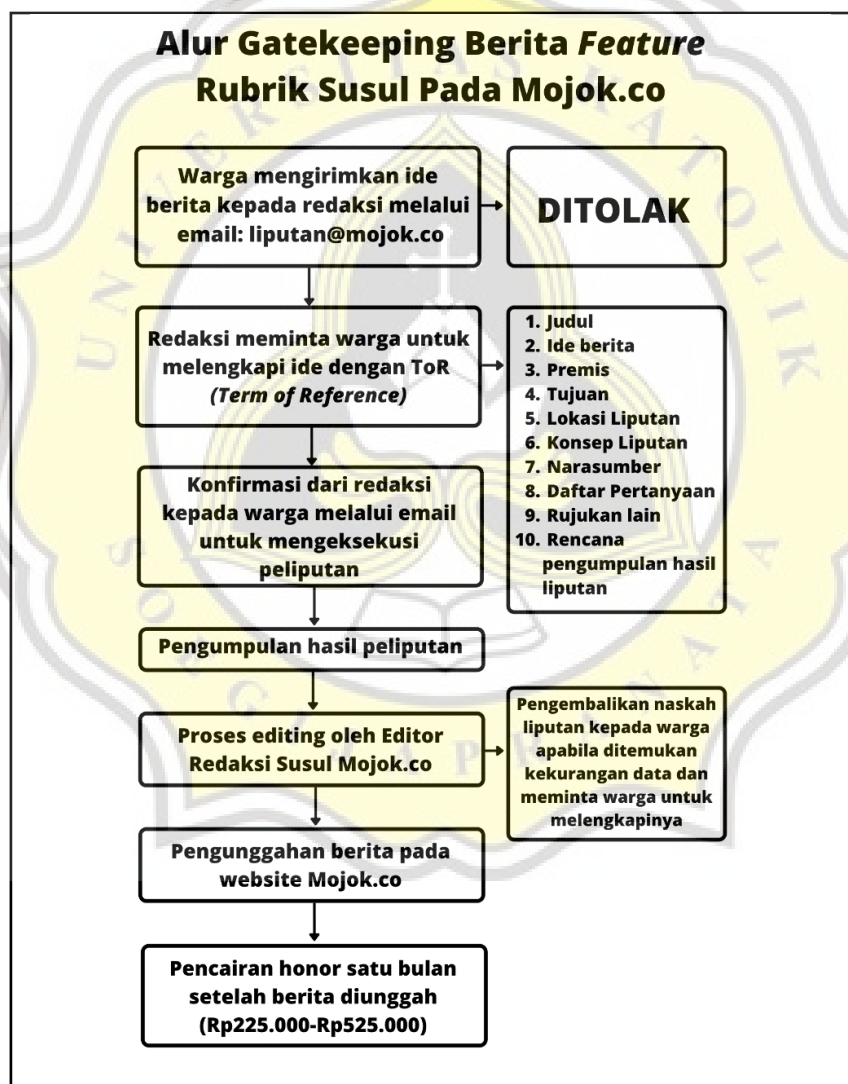 Alur Gatekeeping Berita Feature
Rubrik Susul Pada Mojok.co
Warga mengirimkan ide
berita kepada redaksi melalui
email: liputan@mojok.co
DITOLAK
Redaksi meminta warga untuk
melengkapi ide dengan ToR
(Term of Reference)
1. Judul
2. Ide berita
3. Premis
4. Tujuan
5. Lokasi Liputan
6. Konsep Liputan
7. Narasumber
8. Daftar Pertanyaan
9. Rujukan lain
10. Rencana
pengumpulan hasil
liputan
Konfirmasi dari redaksi
kepada warga melalui email
untuk mengeksekusi
peliputan
Pengumpulan hasil peliputan
Proses editing oleh Editor
Redaksi Susul Mojok.co
Pengembalikan naskah
liputan kepada warga
apabila ditemukan
kekurangan data dan
meminta warga untuk
melengkapinya
Pengunggahan berita pada
website Mojok.co
Pencairan honor satu bulan
setelah berita diunggah
(Rp225.000-Rp525.000)
UNIVERSITAS KATOLIK
SOEGIJAPRANATA